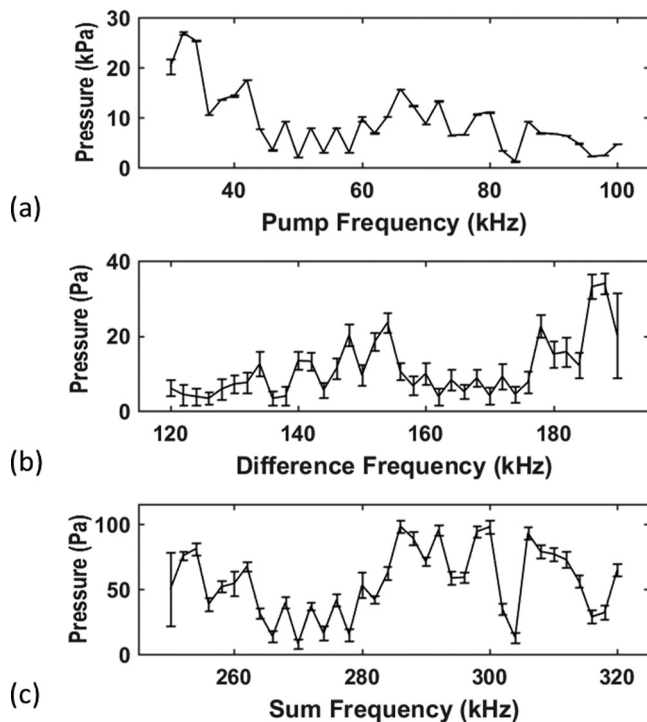 30
20
10
0
Pressure (kPa)
40 60 80 100
Pump Frequency (kHz)
(a)
40
20
0
Pressure (Pa)
120 140 160 180
Difference Frequency (kHz)
(b)
100
50
0
Pressure (Pa)
260 280 300 320
Sum Frequency (kHz)
(c)